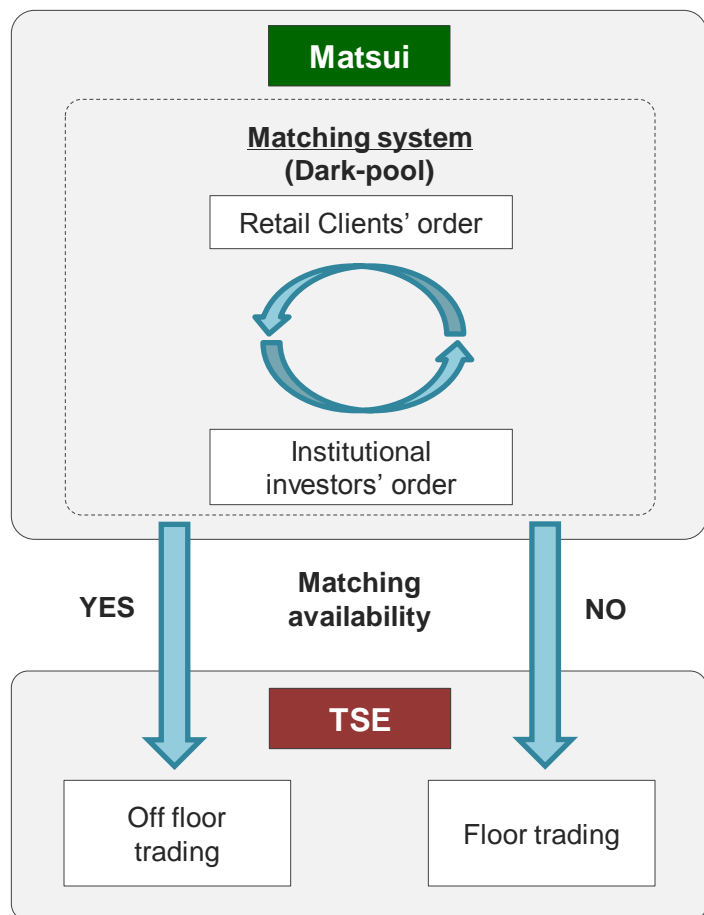 Matsui
Matching system
(Dark-pool)
Retail Clients’ order
Institutional
investors’ order
YES
Matching
availability
NO
TSE
Off floor
trading
Floor trading